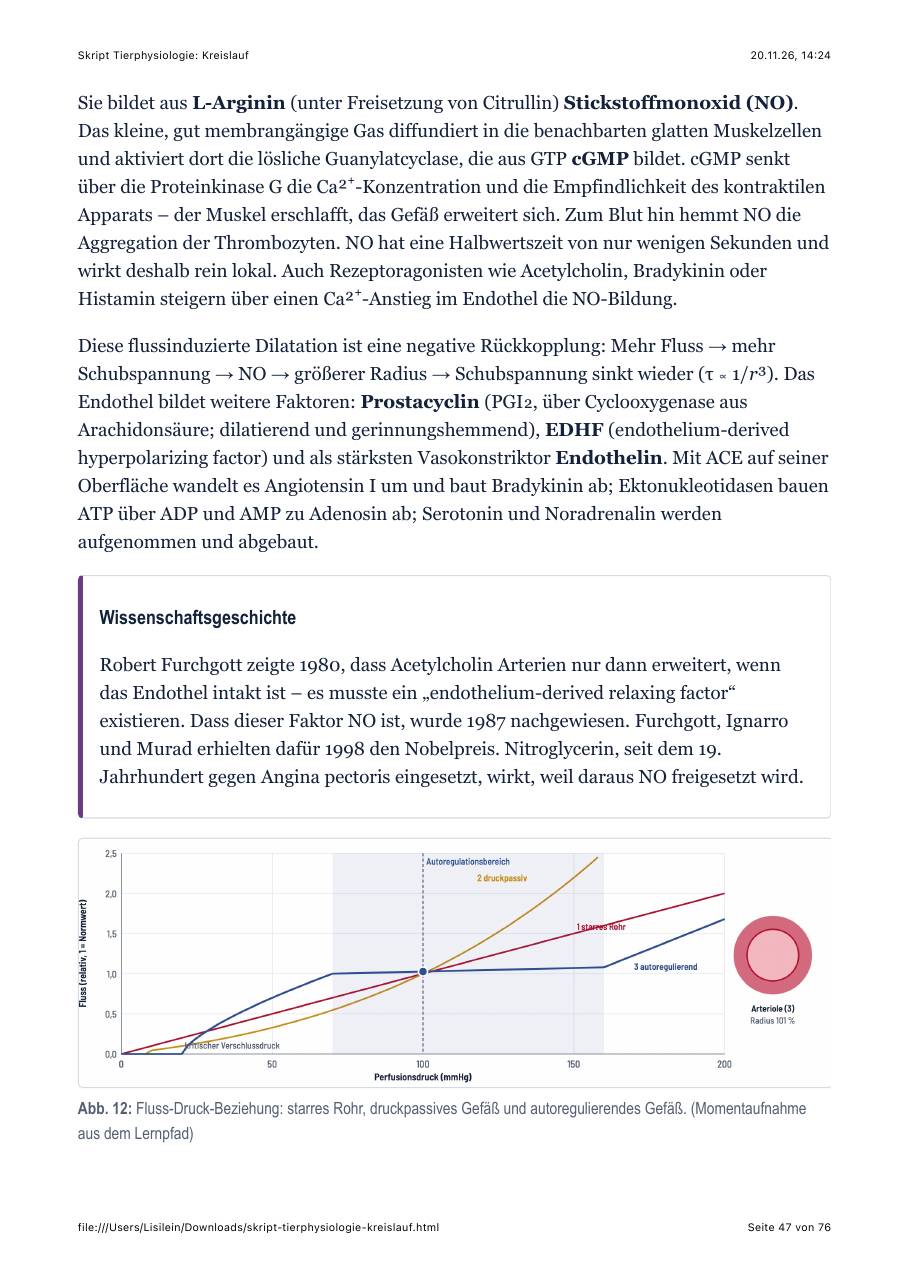 Skript Tierphysiologie: Kreislauf 20.11.26, 14:24
Sie bildet aus L-Arginin (unter Freisetzung von Citrullin) Stickstoffmonoxid (NO).
Das kleine, gut membrangängige Gas diffundiert in die benachbarten glatten Muskelzellen
und aktiviert dort die lösliche Guanylatcyclase, die aus GTP cGMP bildet. cGMP senkt
über die Proteinkinase G die Ca²⁺-Konzentration und die Empfindlichkeit des kontraktilen
Apparats – der Muskel erschlafft, das Gefäß erweitert sich. Zum Blut hin hemmt NO die
Aggregation der Thrombozyten. NO hat eine Halbwertszeit von nur wenigen Sekunden und
wirkt deshalb rein lokal. Auch Rezeptoragonisten wie Acetylcholin, Bradykinin oder
Histamin steigern über einen Ca²⁺-Anstieg im Endothel die NO-Bildung.
Diese flussinduzierte Dilatation ist eine negative Rückkopplung: Mehr Fluss → mehr
Schubspannung → NO → größerer Radius → Schubspannung sinkt wieder (τ ∝ 1/r³). Das
Endothel bildet weitere Faktoren: Prostacyclin (PGI2, über Cyclooxygenase aus
Arachidonsäure; dilatierend und gerinnungshemmend), EDHF (endothelium-derived
hyperpolarizing factor) und als stärksten Vasokonstriktor Endothelin. Mit ACE auf seiner
Oberfläche wandelt es Angiotensin I um und baut Bradykinin ab; Ektonukleotidasen bauen
ATP über ADP und AMP zu Adenosin ab; Serotonin und Noradrenalin werden
aufgenommen und abgebaut.
Wissenschaftsgeschichte
Robert Furchgott zeigte 1980, dass Acetylcholin Arterien nur dann erweitert, wenn
das Endothel intakt ist – es musste ein „endothelium-derived relaxing factor“
existieren. Dass dieser Faktor NO ist, wurde 1987 nachgewiesen. Furchgott, Ignarro
und Murad erhielten dafür 1998 den Nobelpreis. Nitroglycerin, seit dem 19.
Jahrhundert gegen Angina pectoris eingesetzt, wirkt, weil daraus NO freigesetzt wird.
Fluss (relativ, 1 = Normwert)
2,5
2,0
1,5
1,0
0,5
0,0
Autoregulationsbereich
2 druckpassiv
1 starres Rohr
3 autoregulierend
kritischer Verschlussdruck
0 50 100 150 200
Perfusionsdruck (mmHg)
Arteriole (3)
Radius 101 %
Abb. 12: Fluss-Druck-Beziehung: starres Rohr, druckpassives Gefäß und autoregulierendes Gefäß. (Momentaufnahme
aus dem Lernpfad)
file:///Users/Lisilein/Downloads/skript-tierphysiologie-kreislauf.html Seite 47 von 76